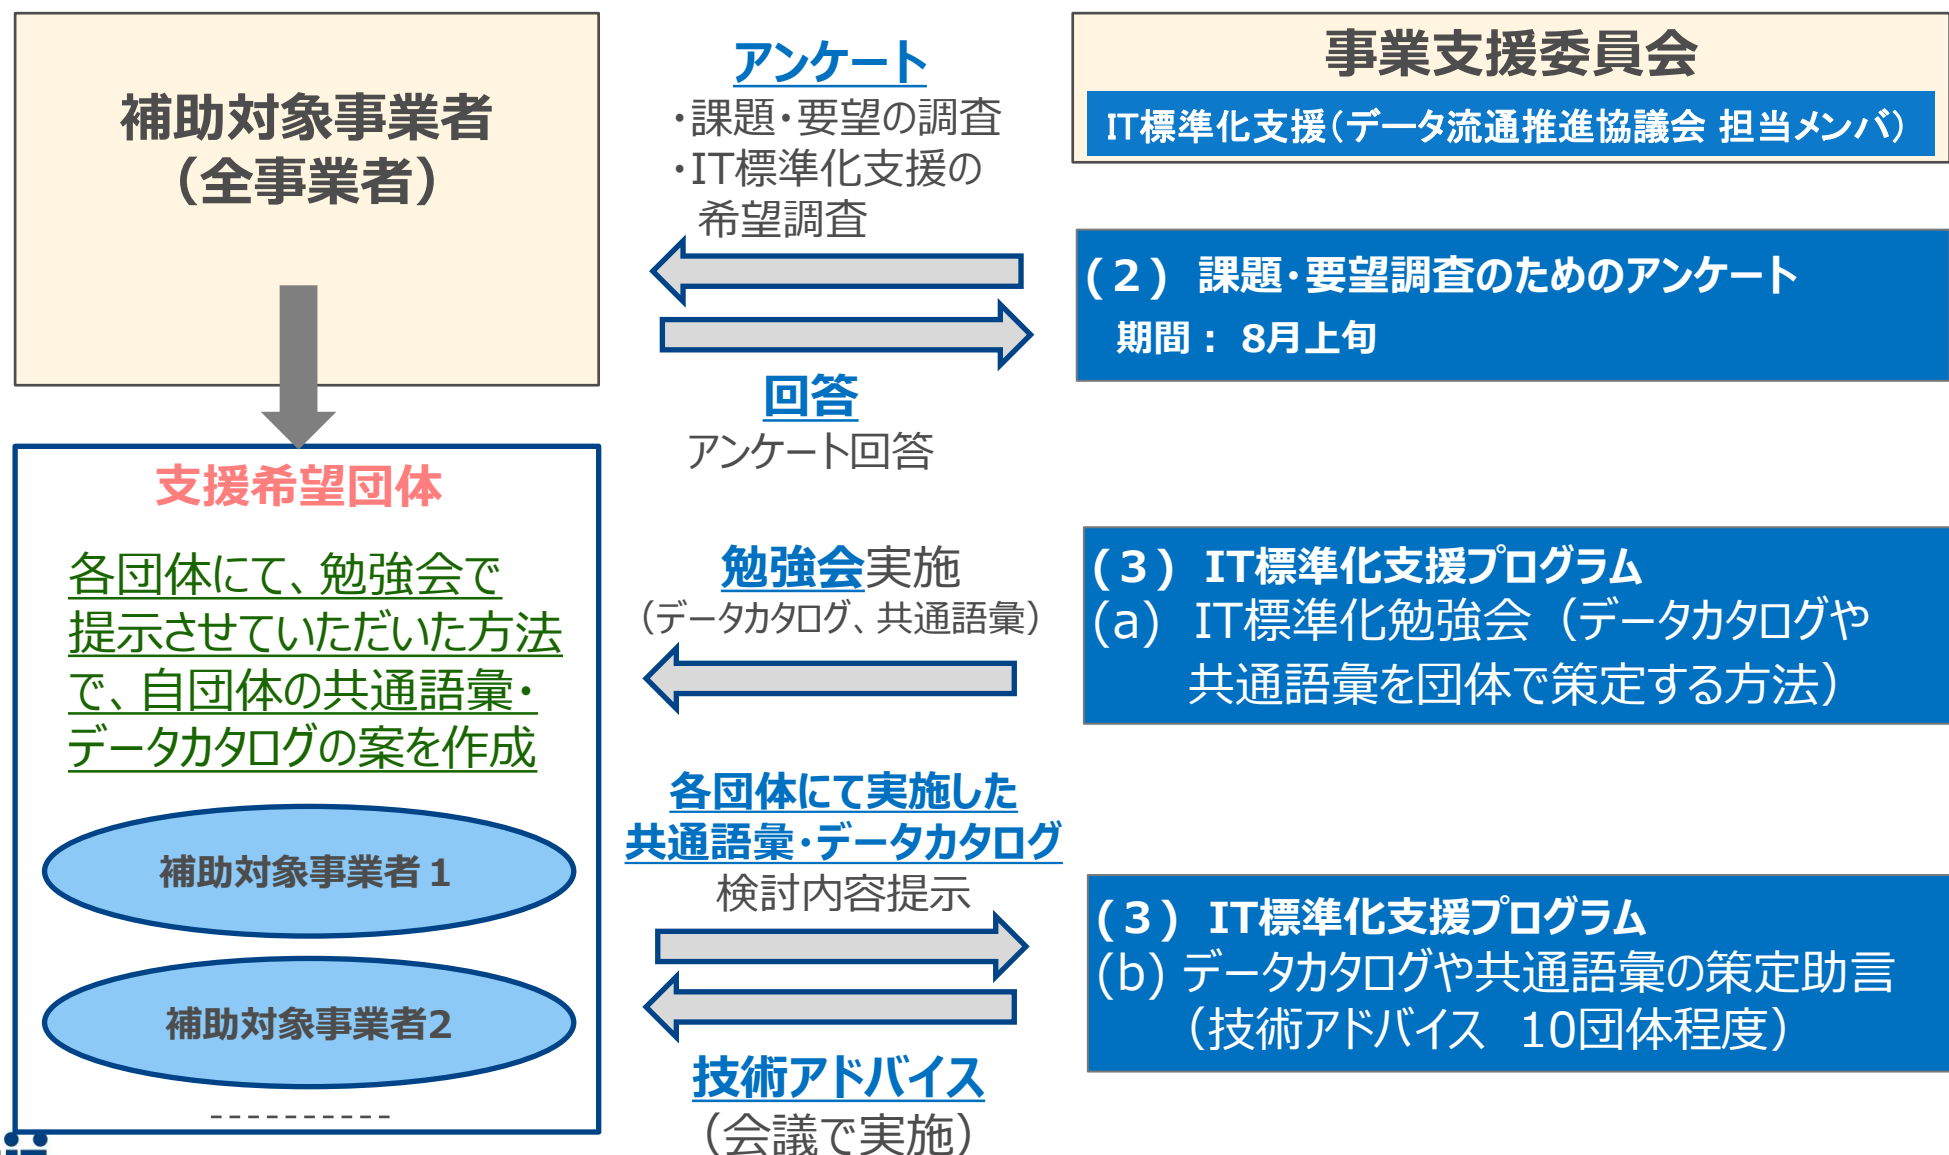 補助対象事業者
（全事業者）
アンケート
・課題・要望の調査
・IT標準化支援の
希望調査
事業支援委員会
IT標準化支援（データ流通推進協議会 担当メンバ）
（２） 課題・要望調査のためのアンケート
期間： 8月上旬
回答
アンケート回答
支援希望団体
各団体にて、勉強会で
提示させていただいた方法
で、自団体の共通語彙・
データカタログの案を作成
補助対象事業者１
補助対象事業者2
----------
勉強会実施
（データカタログ、共通語彙）
（３） IT標準化支援プログラム
(a) IT標準化勉強会（データカタログや
共通語彙を団体で策定する方法）
各団体にて実施した
共通語彙・データカタログ
検討内容提示
技術アドバイス
（会議で実施）
（３） IT標準化支援プログラム
(b) データカタログや共通語彙の策定助言
（技術アドバイス 10団体程度）